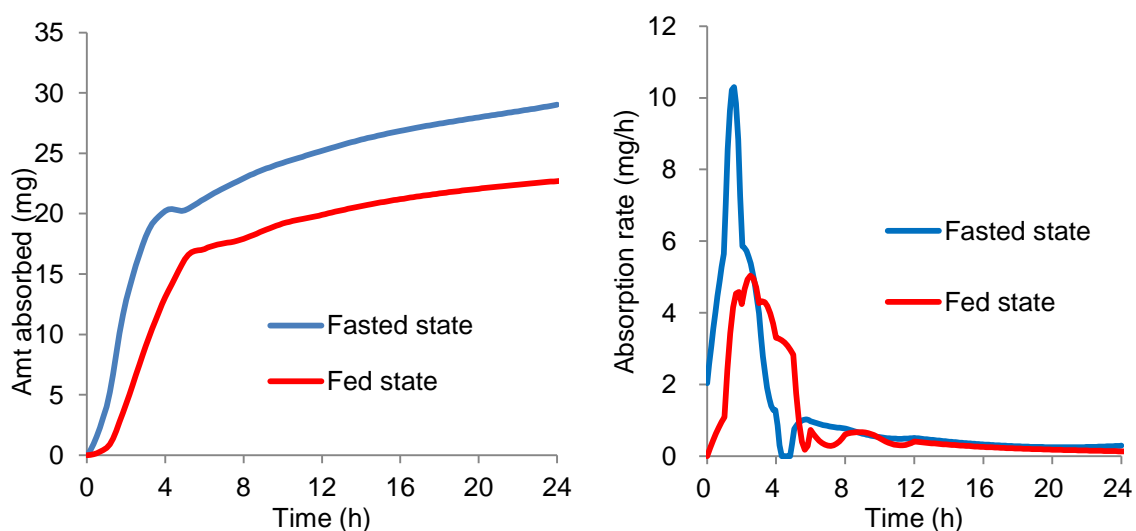 Amt absorbed (mg)
35
30
25
20
15
10
5
0
0 4 8 12 16 20 24
Time (h)
Fasted state
Fed state
Absorption rate (mg/h)
12
10
8
6
4
2
0
0 4 8 12 16 20 24
Time (h)
Fasted state
Fed state